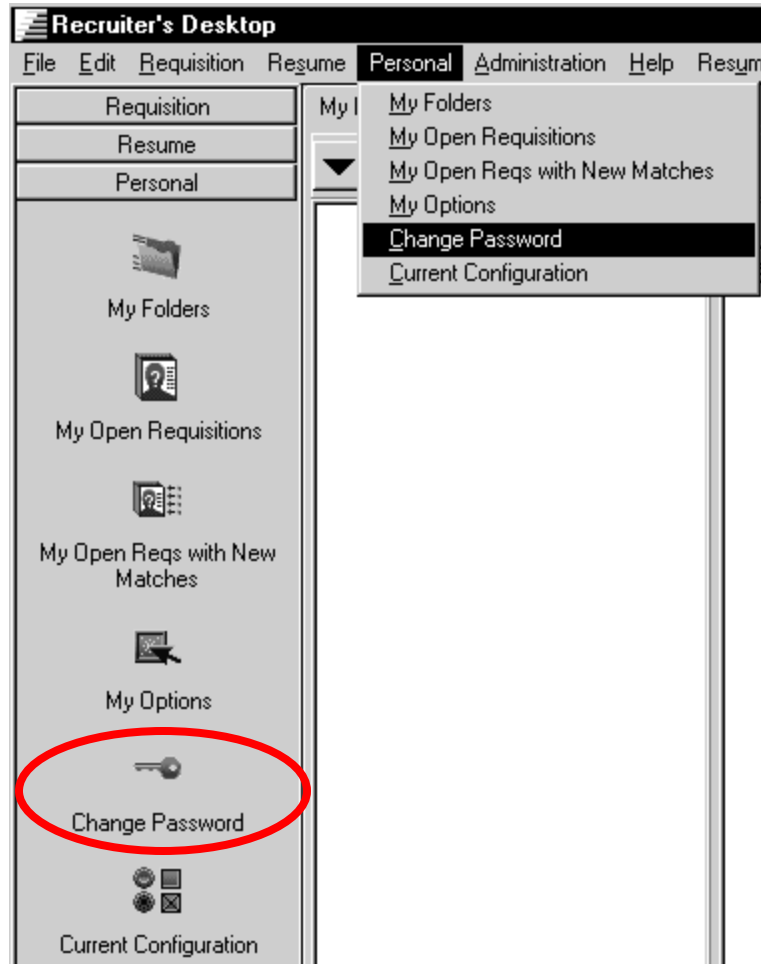 Recruiter's Desktop
File Edit Requisition Resume Personal Administration Help
Requisition
Resume
Personal
My
My Folders
My Open Requisitions
My Open Reqs with New Matches
My Options
Change Password
Current Configuration
My Folders
My Open Requisitions
My Open Reqs with New
Matches
My Options
Change Password
Current Configuration